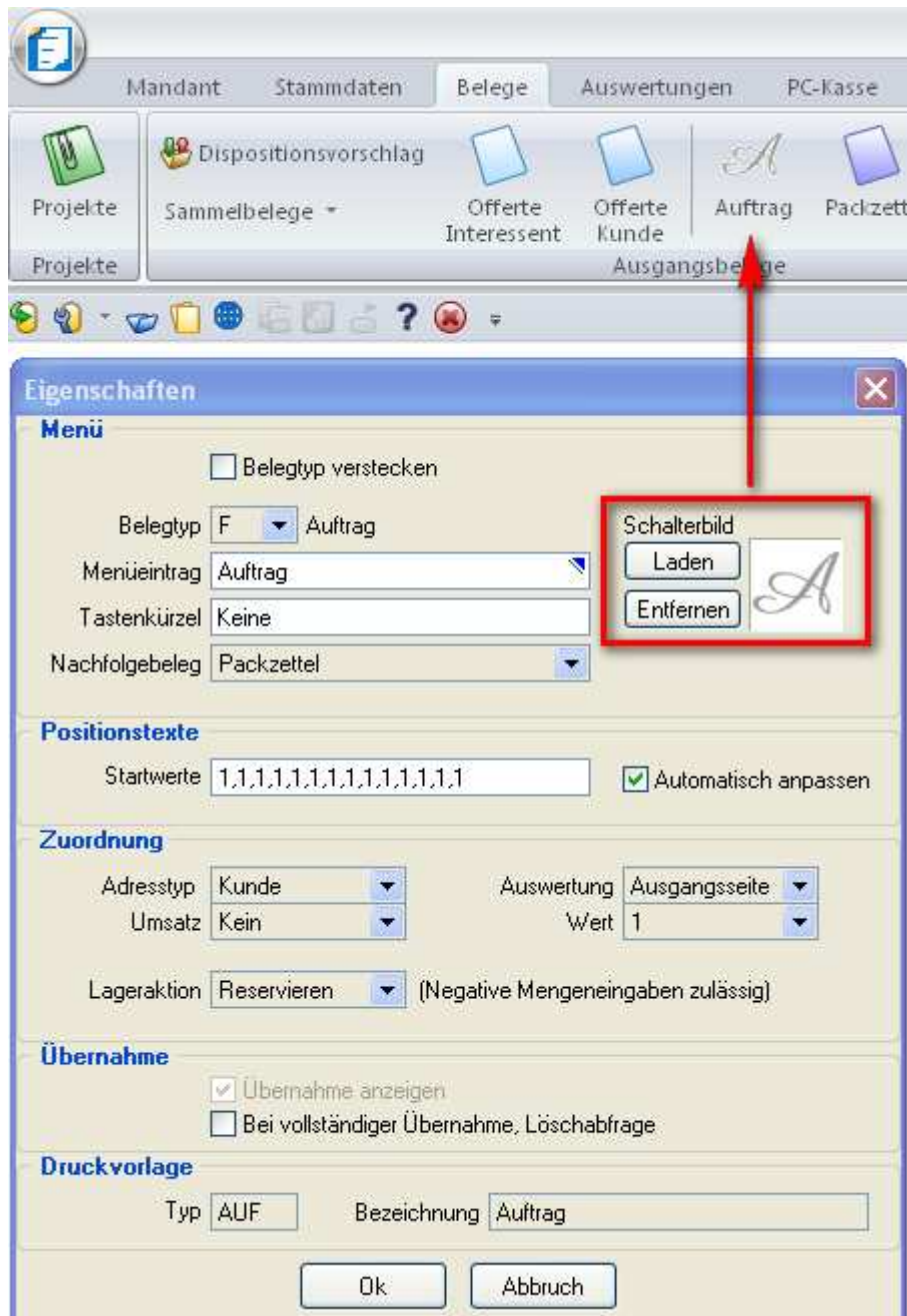 Mandant Stammdaten Belege Auswertungen PC-Kasse
Dispositionsvorschlag
Projekte Sammelbelege Offerte Interessent Offerte Kunde Auftrag Packzett
Projekte Ausgangsbelege
Eigenschaften
Menü
Belegtyp verstecken
Belegtyp F Auftrag
Schalterbild
Laden
Menüeintrag Auftrag
Entfernen
A
Tastenkürzel Keine
Nachfolgebeleg Packzettel
Positionstexte
Startwerte 1,1,1,1,1,1,1,1,1,1,1,1,1,1 Automatisch anpassen
Zuordnung
Adresstyp Kunde Auswertung Ausgangsseite
Umsatz Kein Wert 1
Lageraktion Reservieren (Negative Mengeneingaben zulässig)
Übernahme
Übernahme anzeigen
Bei vollständiger Übernahme, Löschabfrage
Druckvorlage
Typ AUF Bezeichnung Auftrag
Ok Abbruch